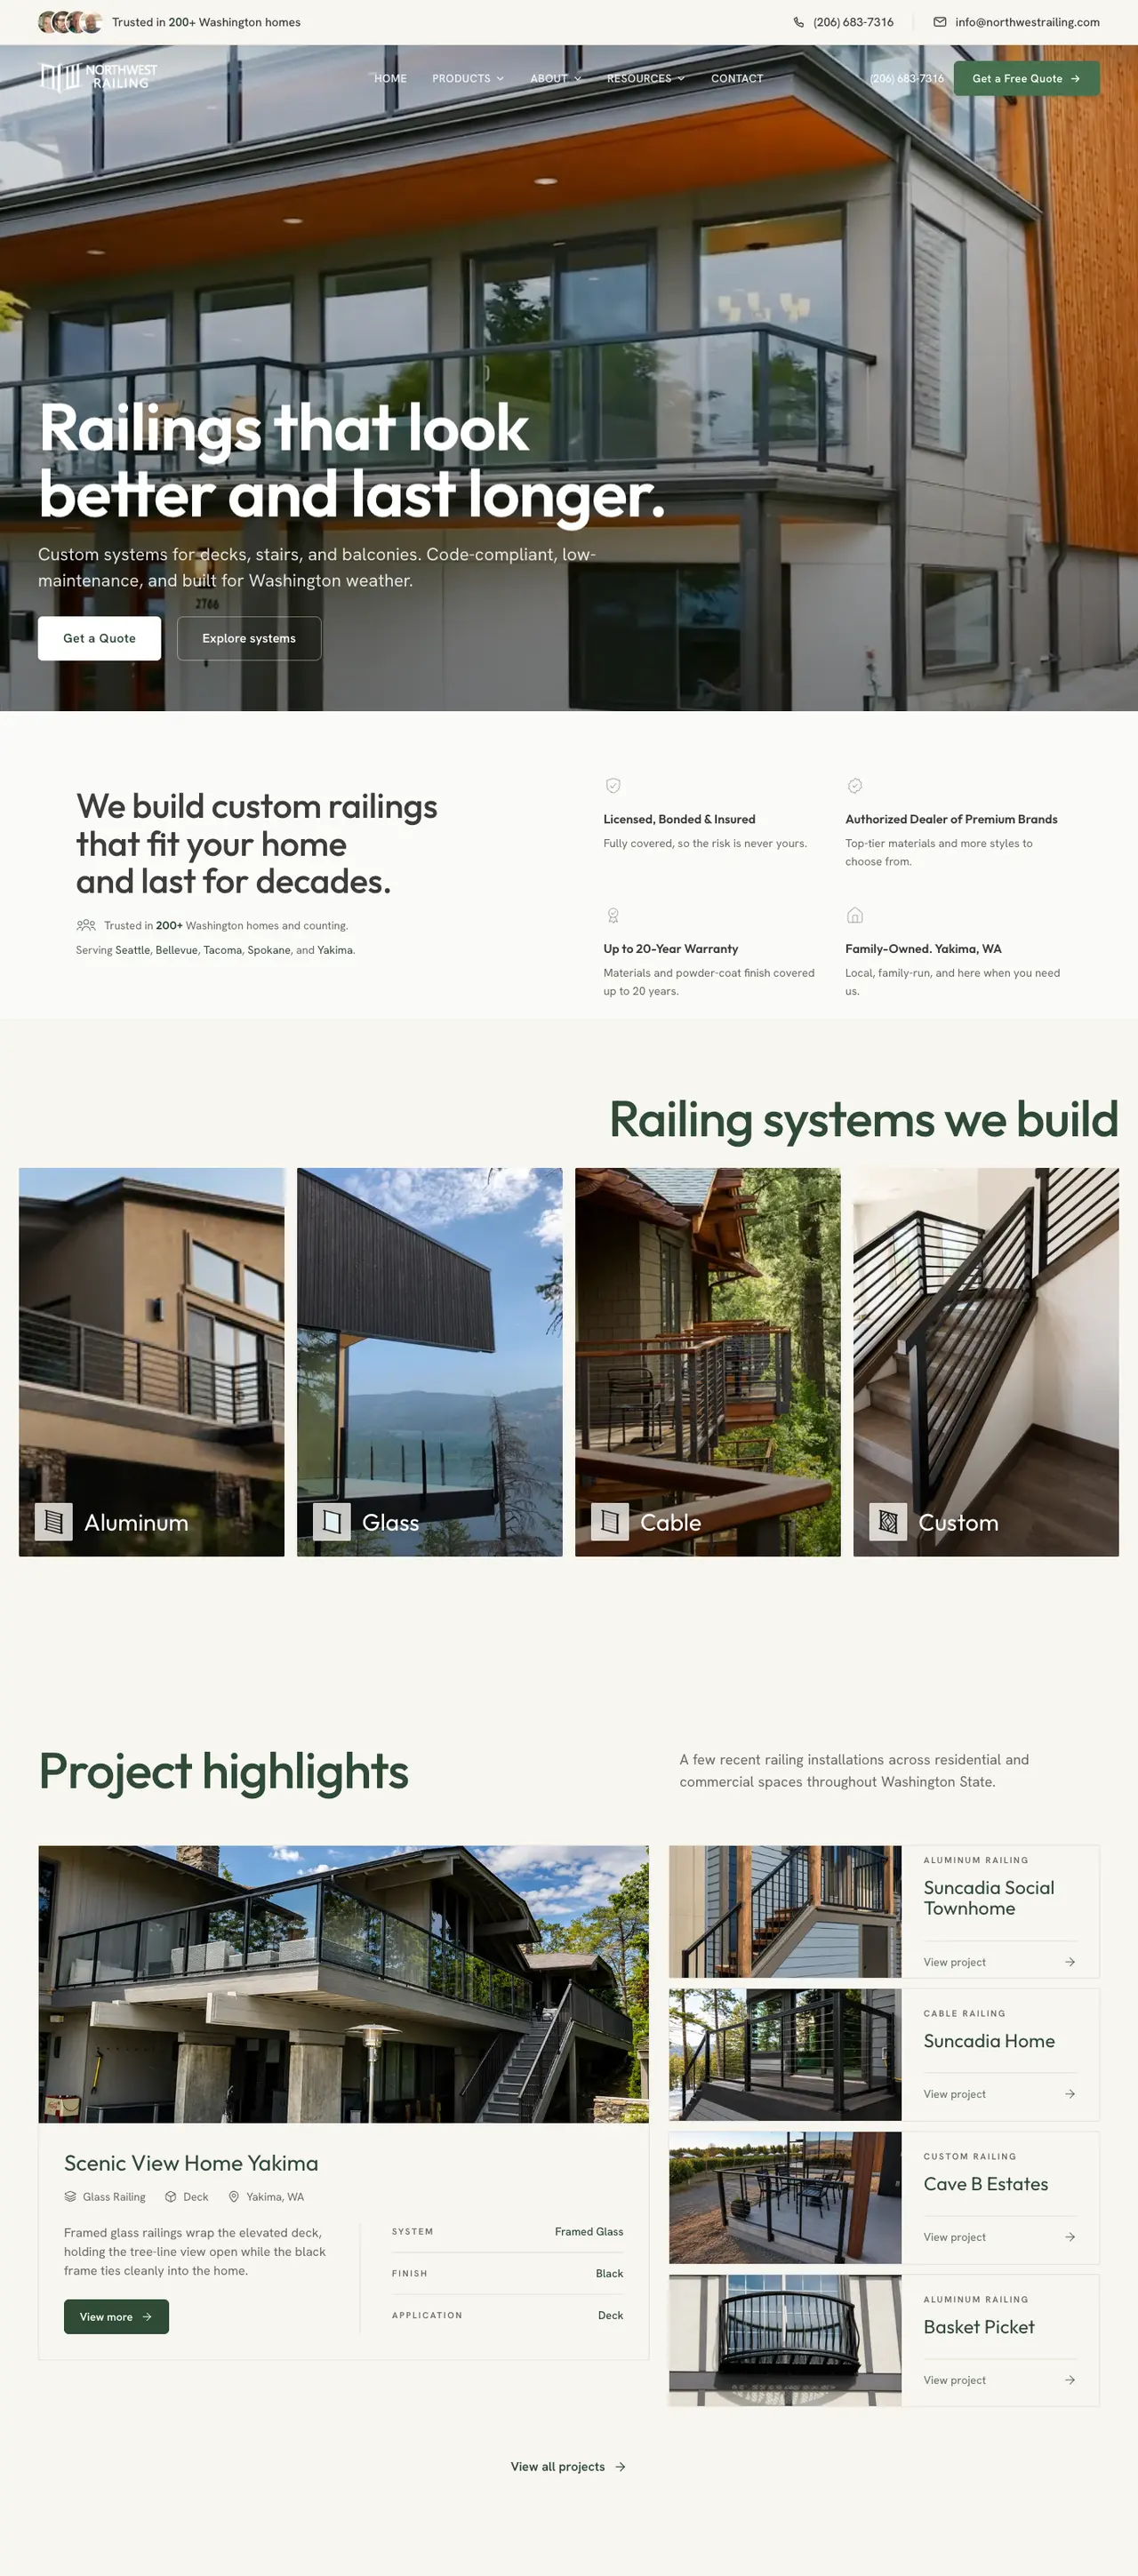 Trusted in 200+ Washington homes
(206) 683-7316
info@northwestrailing.com
NORTHWEST
RAILING
HOME
PRODUCTS
ABOUT
RESOURCES
CONTACT
(206) 683-7316
Get a Free Quote
Railings that look
better and last longer.
Custom systems for decks, stairs, and balconies. Code-compliant, low-
maintenance, and built for Washington weather.
2786
Get a Quote
Explore systems
We build custom railings
that fit your home
and last for decades.
Trusted in 200+ Washington homes and counting.
Serving Seattle, Bellevue, Tacoma, Spokane, and Yakima.
Licensed, Bonded & Insured
Fully covered, so the risk is never yours.
Authorized Dealer of Premium Brands
Top-tier materials and more styles to
choose from.
Up to 20-Year Warranty
Materials and powder-coat finish covered
up to 20 years.
Family-Owned. Yakima, WA
Local, family-run, and here when you need
us.
Railing systems we build
Aluminum
Glass
Cable
Custom
Project highlights
A few recent railing installations across residential and
commercial spaces throughout Washington State.
Scenic View Home Yakima
Glass Railing
Deck
Yakima, WA
Framed glass railings wrap the elevated deck,
holding the tree-line view open while the black
frame ties cleanly into the home.
View more
SYSTEM
Framed Glass
FINISH
Black
APPLICATION
Deck
ALUMINUM RAILING
Suncadia Social
Townhome
View project
CABLE RAILING
Suncadia Home
View project
CUSTOM RAILING
Cave B Estates
View project
ALUMINUM RAILING
Basket Picket
View project
View all projects